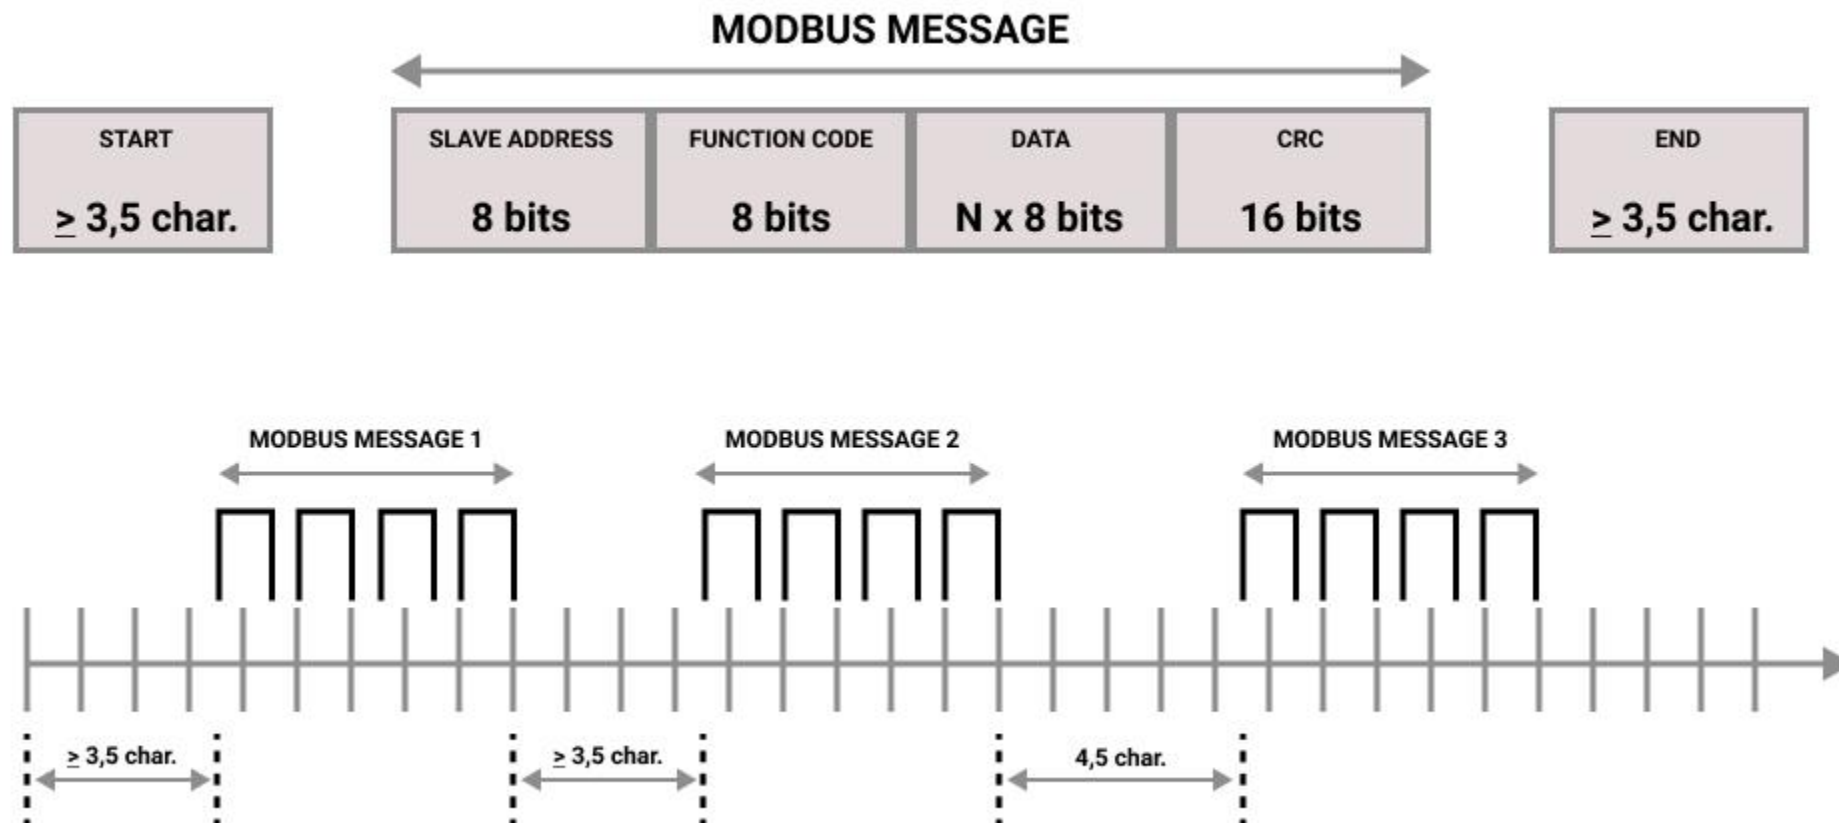 MODBUS MESSAGE
START
SLAVE ADDRESS
FUNCTION CODE
DATA
CRC
END
≥ 3,5 char.
8 bits
8 bits
N x 8 bits
16 bits
≥ 3,5 char.
MODBUS MESSAGE 1
MODBUS MESSAGE 2
MODBUS MESSAGE 3
≥ 3,5 char.
≥ 3,5 char.
4,5 char.